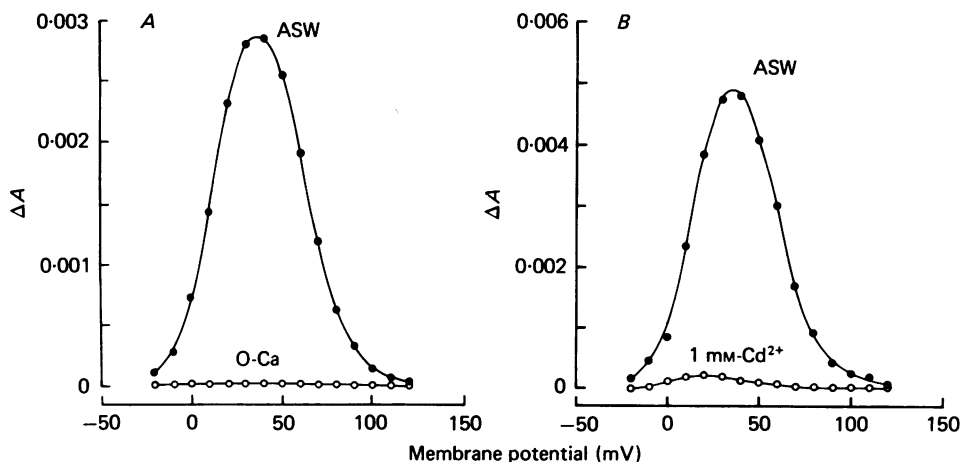 A
B
ASW
ASW
O-Ca
1 mM-Cd²⁺
ΔA
ΔA
0·003
0·002
0·001
0
0·006
0·004
0·002
0
−50 0 50 100 150
−50 0 50 100 150
Membrane potential (mV)